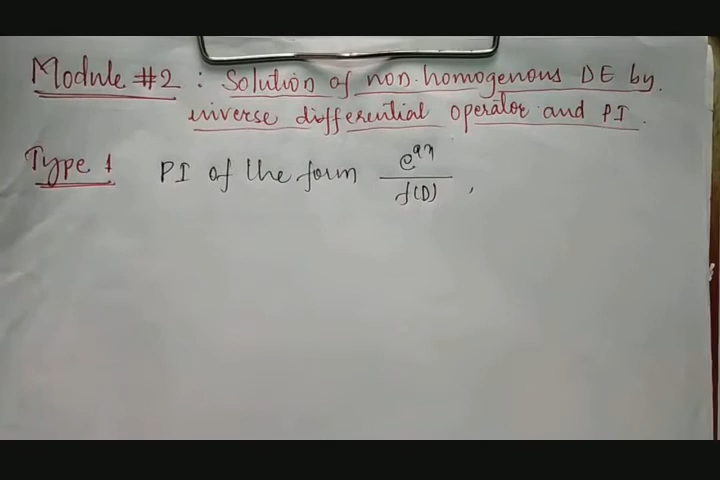 Module #2 : Solution of non-homogenous DE by
inverse differential operator and PI.
Type 1 PI of the form e^{ax}/f(D) ,